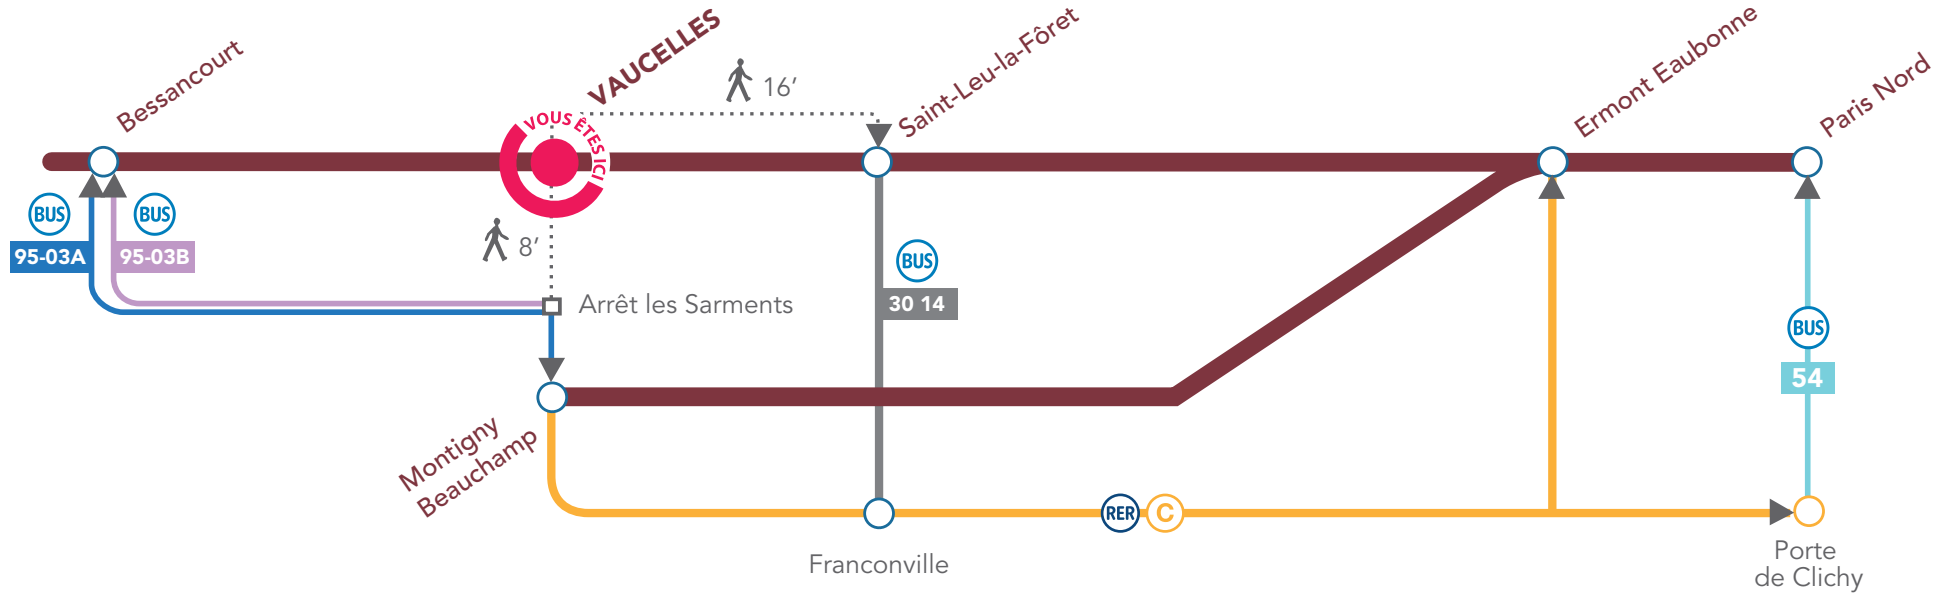 Bessancourt
VAUCELLES
16’
Saint-Leu-la-Fôret
Ermont Eaubonne
Paris Nord
VOUS ÊTES ICI
BUS
95-03A
BUS
95-03B
8’
BUS
30 14
Arrêt les Sarments
BUS
54
Montigny
Beauchamp
RER
C
Franconville
Porte
de Clichy